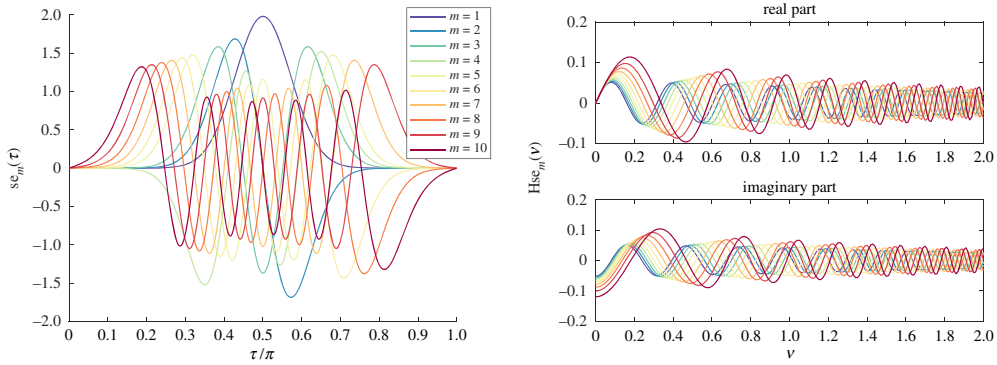 2.0
1.5
1.0
0.5
0
−0.5
−1.0
−1.5
−2.0
se_m(τ)
0 0.1 0.2 0.3 0.4 0.5 0.6 0.7 0.8 0.9 1.0
τ/π
m = 1
m = 2
m = 3
m = 4
m = 5
m = 6
m = 7
m = 8
m = 9
m = 10
Hse_m(ν)
real part
0.2
0.1
0
−0.1
0 0.2 0.4 0.6 0.8 1.0 1.2 1.4 1.6 1.8 2.0
imaginary part
0.2
0.1
0
−0.1
−0.2
0 0.2 0.4 0.6 0.8 1.0 1.2 1.4 1.6 1.8 2.0
ν